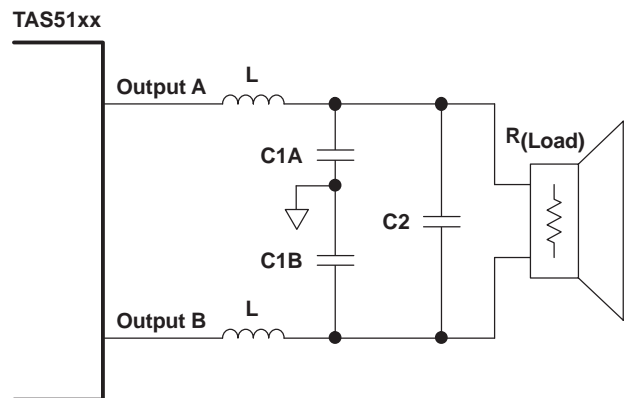 TAS51xx
Output A
L
C1A
R(Load)
C2
C1B
Output B
L